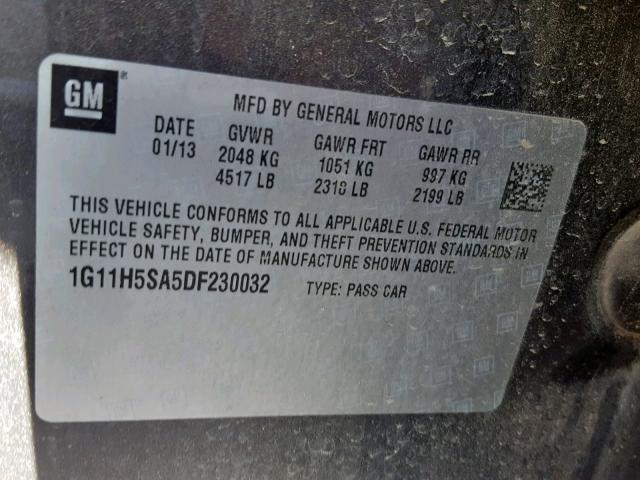 GM
®
MFD BY GENERAL MOTORS LLC
DATE GVWR GAWR FRT GAWR RR
01/13 2048 KG 1051 KG 997 KG
4517 LB 2318 LB 2199 LB
THIS VEHICLE CONFORMS TO ALL APPLICABLE U.S. FEDERAL MOTOR
VEHICLE SAFETY, BUMPER, AND THEFT PREVENTION STANDARDS IN
EFFECT ON THE DATE OF MANUFACTURE SHOWN ABOVE.
1G11H5SA5DF230032 TYPE: PASS CAR